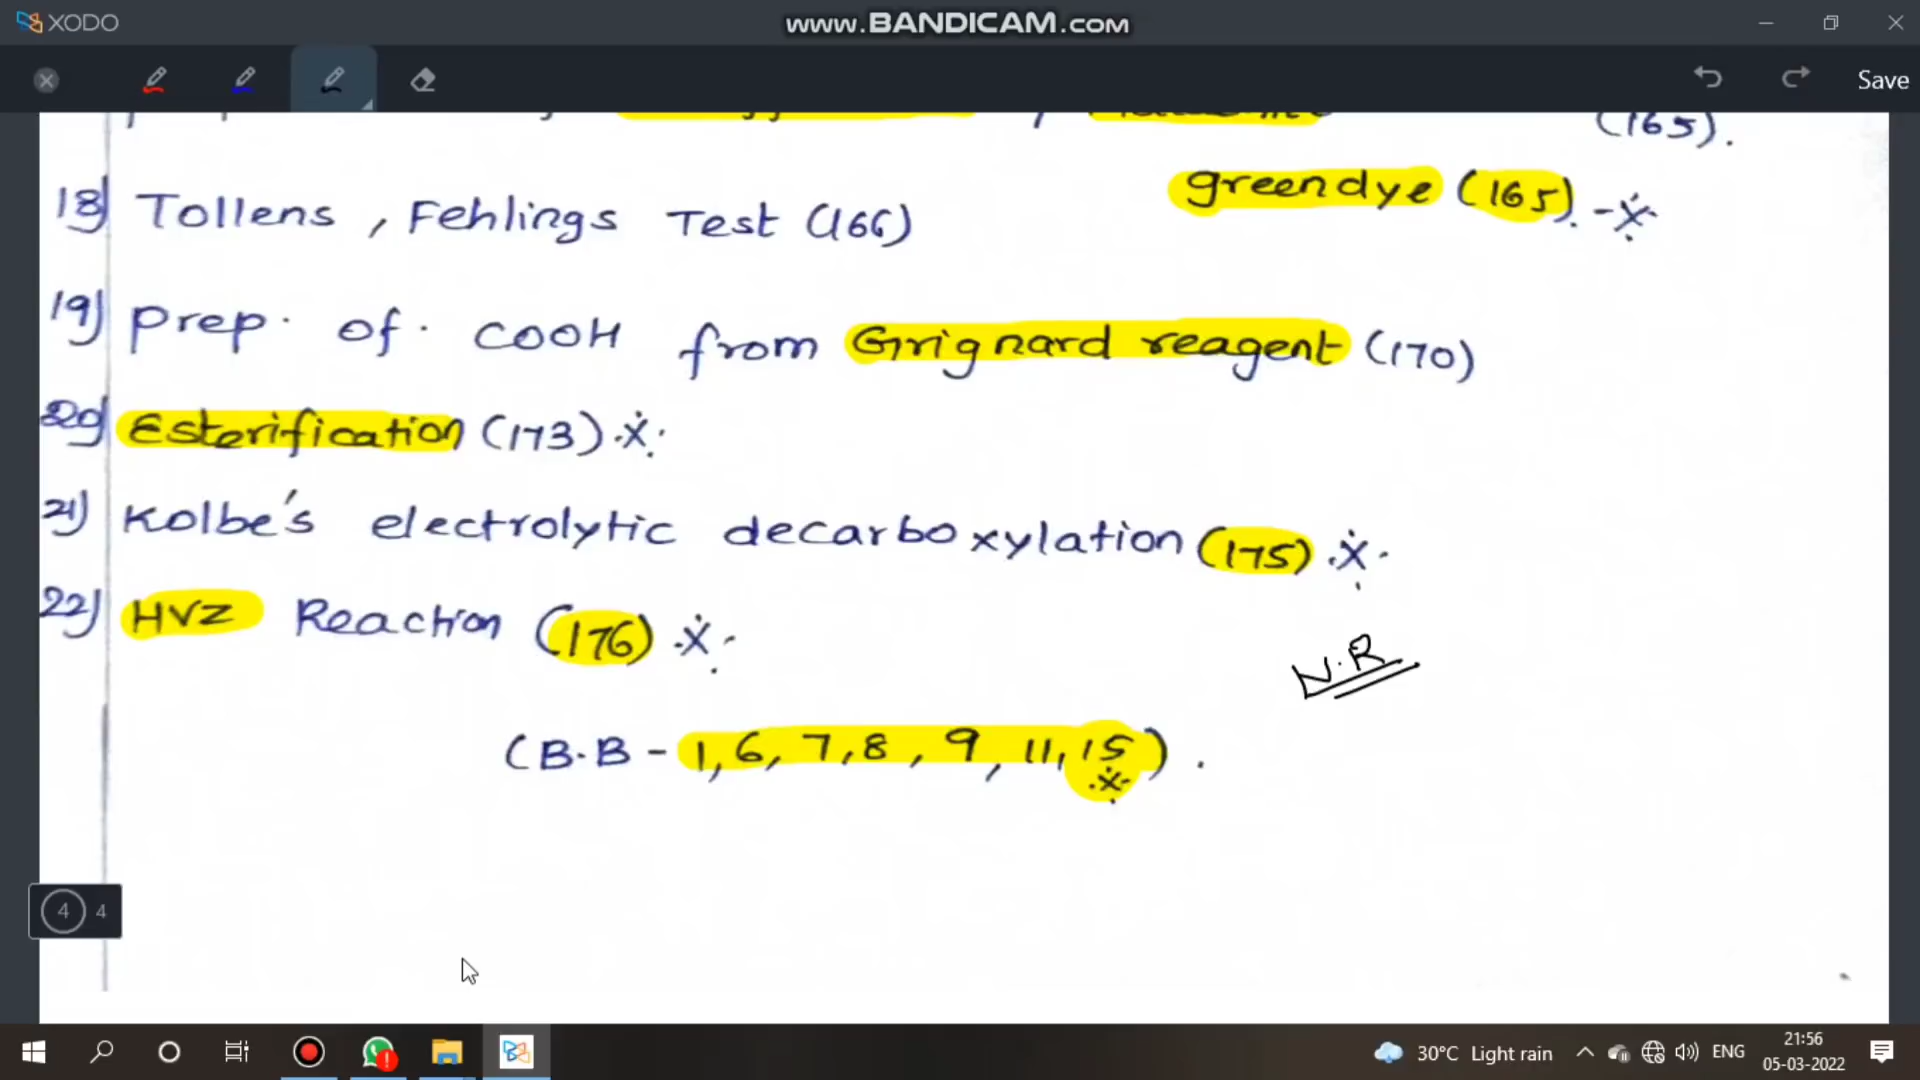 XODO
www.BANDICAM.com
Save
(165).
greendye (165).
18) Tollens, Fehlings Test (166)
19) Prep. of. COOH from Grignard reagent (170)
20) Esterification (173)
21) Kolbe's electrolytic decarboxylation (175)
22) HVZ Reaction (176)
N.R
(B.B - 1, 6, 7, 8, 9, 11, 15).
4 4
30°C Light rain
ENG
21:56
05-03-2022